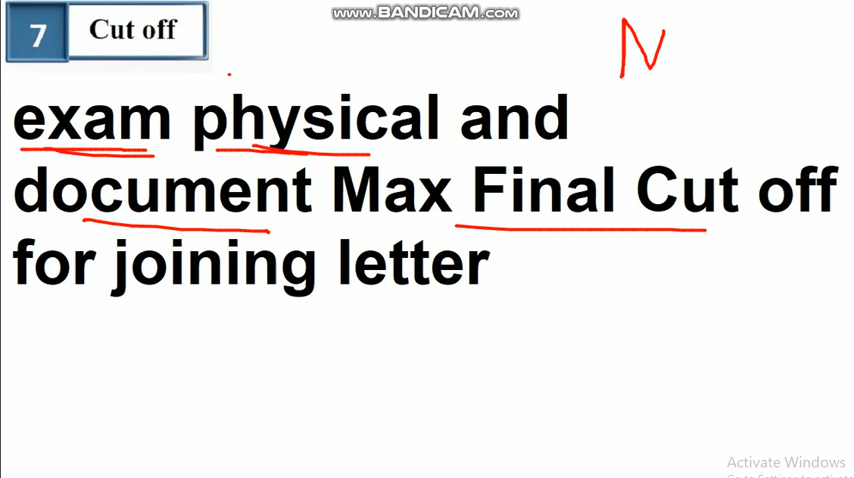 www.BANDICAM.com
7 Cut off
N
exam physical and
document Max Final Cut off
for joining letter
Activate Windows